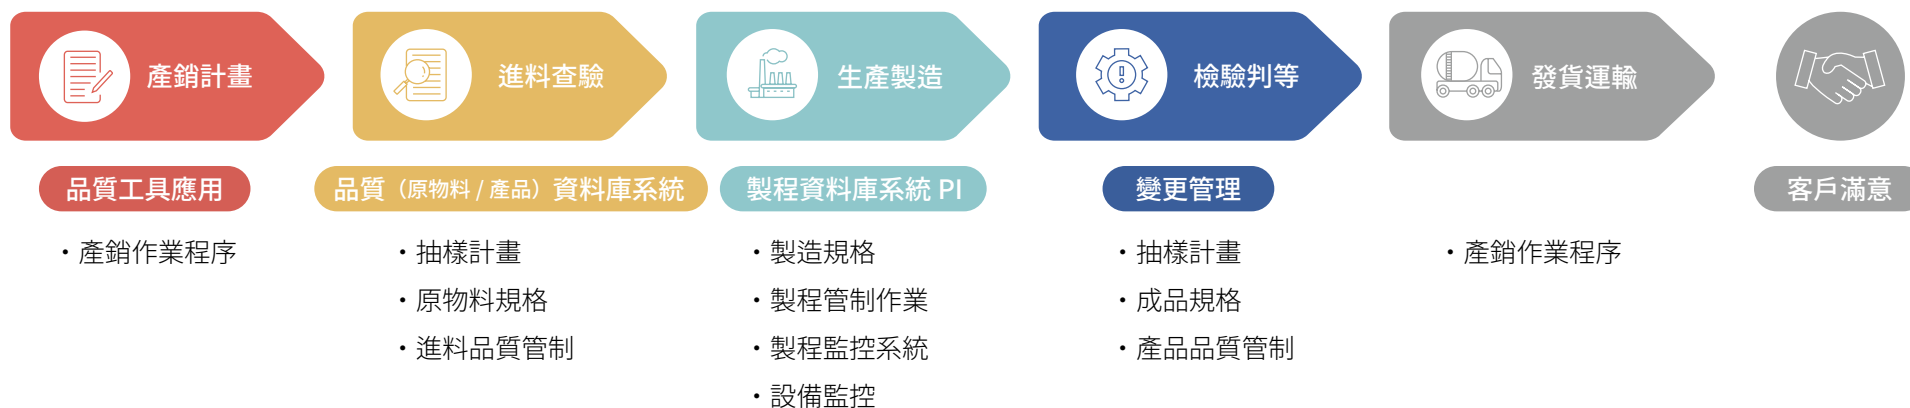 產銷計畫
進料查驗
生產製造
檢驗判等
發貨運輸
品質工具應用
品質（原物料 / 產品）資料庫系統
製程資料庫系統 PI
變更管理
客戶滿意
・產銷作業程序
・抽樣計畫
・原物料規格
・進料品質管制
・製造規格
・製程管制作業
・製程監控系統
・設備監控
・抽樣計畫
・成品規格
・產品品質管制
・產銷作業程序